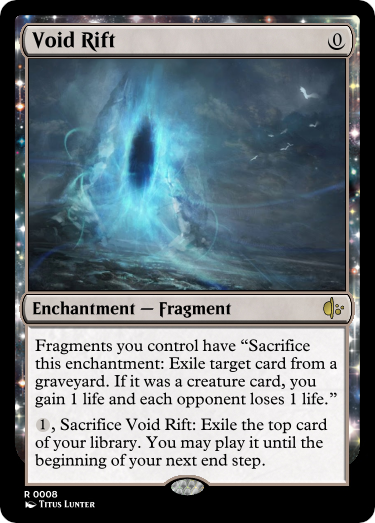 Void Rift 0
Enchantment — Fragment
Fragments you control have “Sacrifice
this enchantment: Exile target card from a
graveyard. If it was a creature card, you
gain 1 life and each opponent loses 1 life.”
1, Sacrifice Void Rift: Exile the top card
of your library. You may play it until the
beginning of your next end step.
R 0008
Titus Lunter